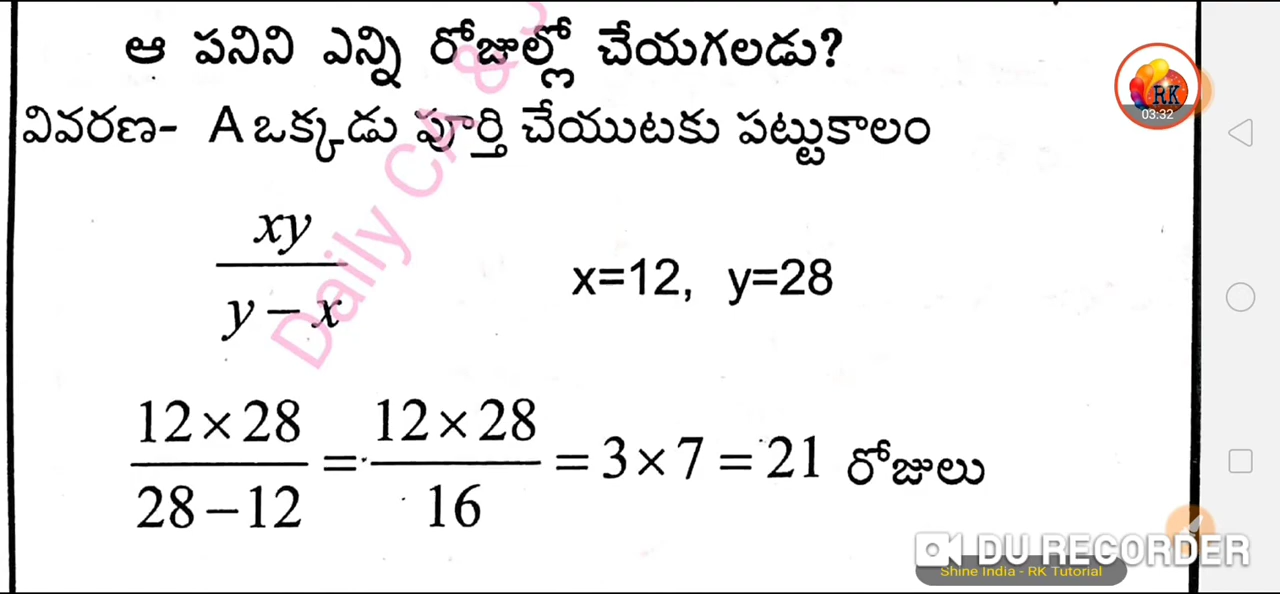 ఆ పనిని ఎన్ని రోజుల్లో చేయగలడు?
వివరణ- A ఒక్కడు పూర్తి చేయుటకు పట్టుకాలం
xy
y – x
x=12, y=28
12×28 / 28–12 = 12×28 / 16 = 3×7 = 21 రోజులు
Daily CA &
RK
03:32
DU RECORDER
Shine India - RK Tutorial